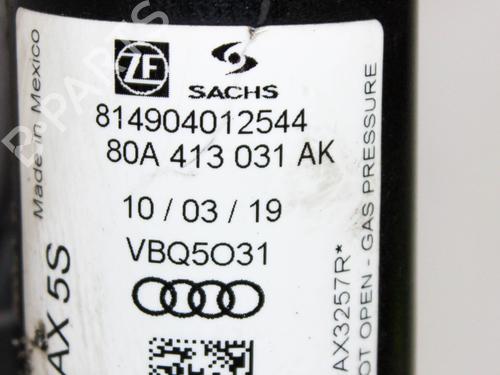 ZF
SACHS
814904012544
80A 413 031 AK
10 / 03 / 19
VBQ5O31
Made in Mexico
AX 5S
AX3257R*
OT OPEN - GAS PRESSURE
B-PARTS